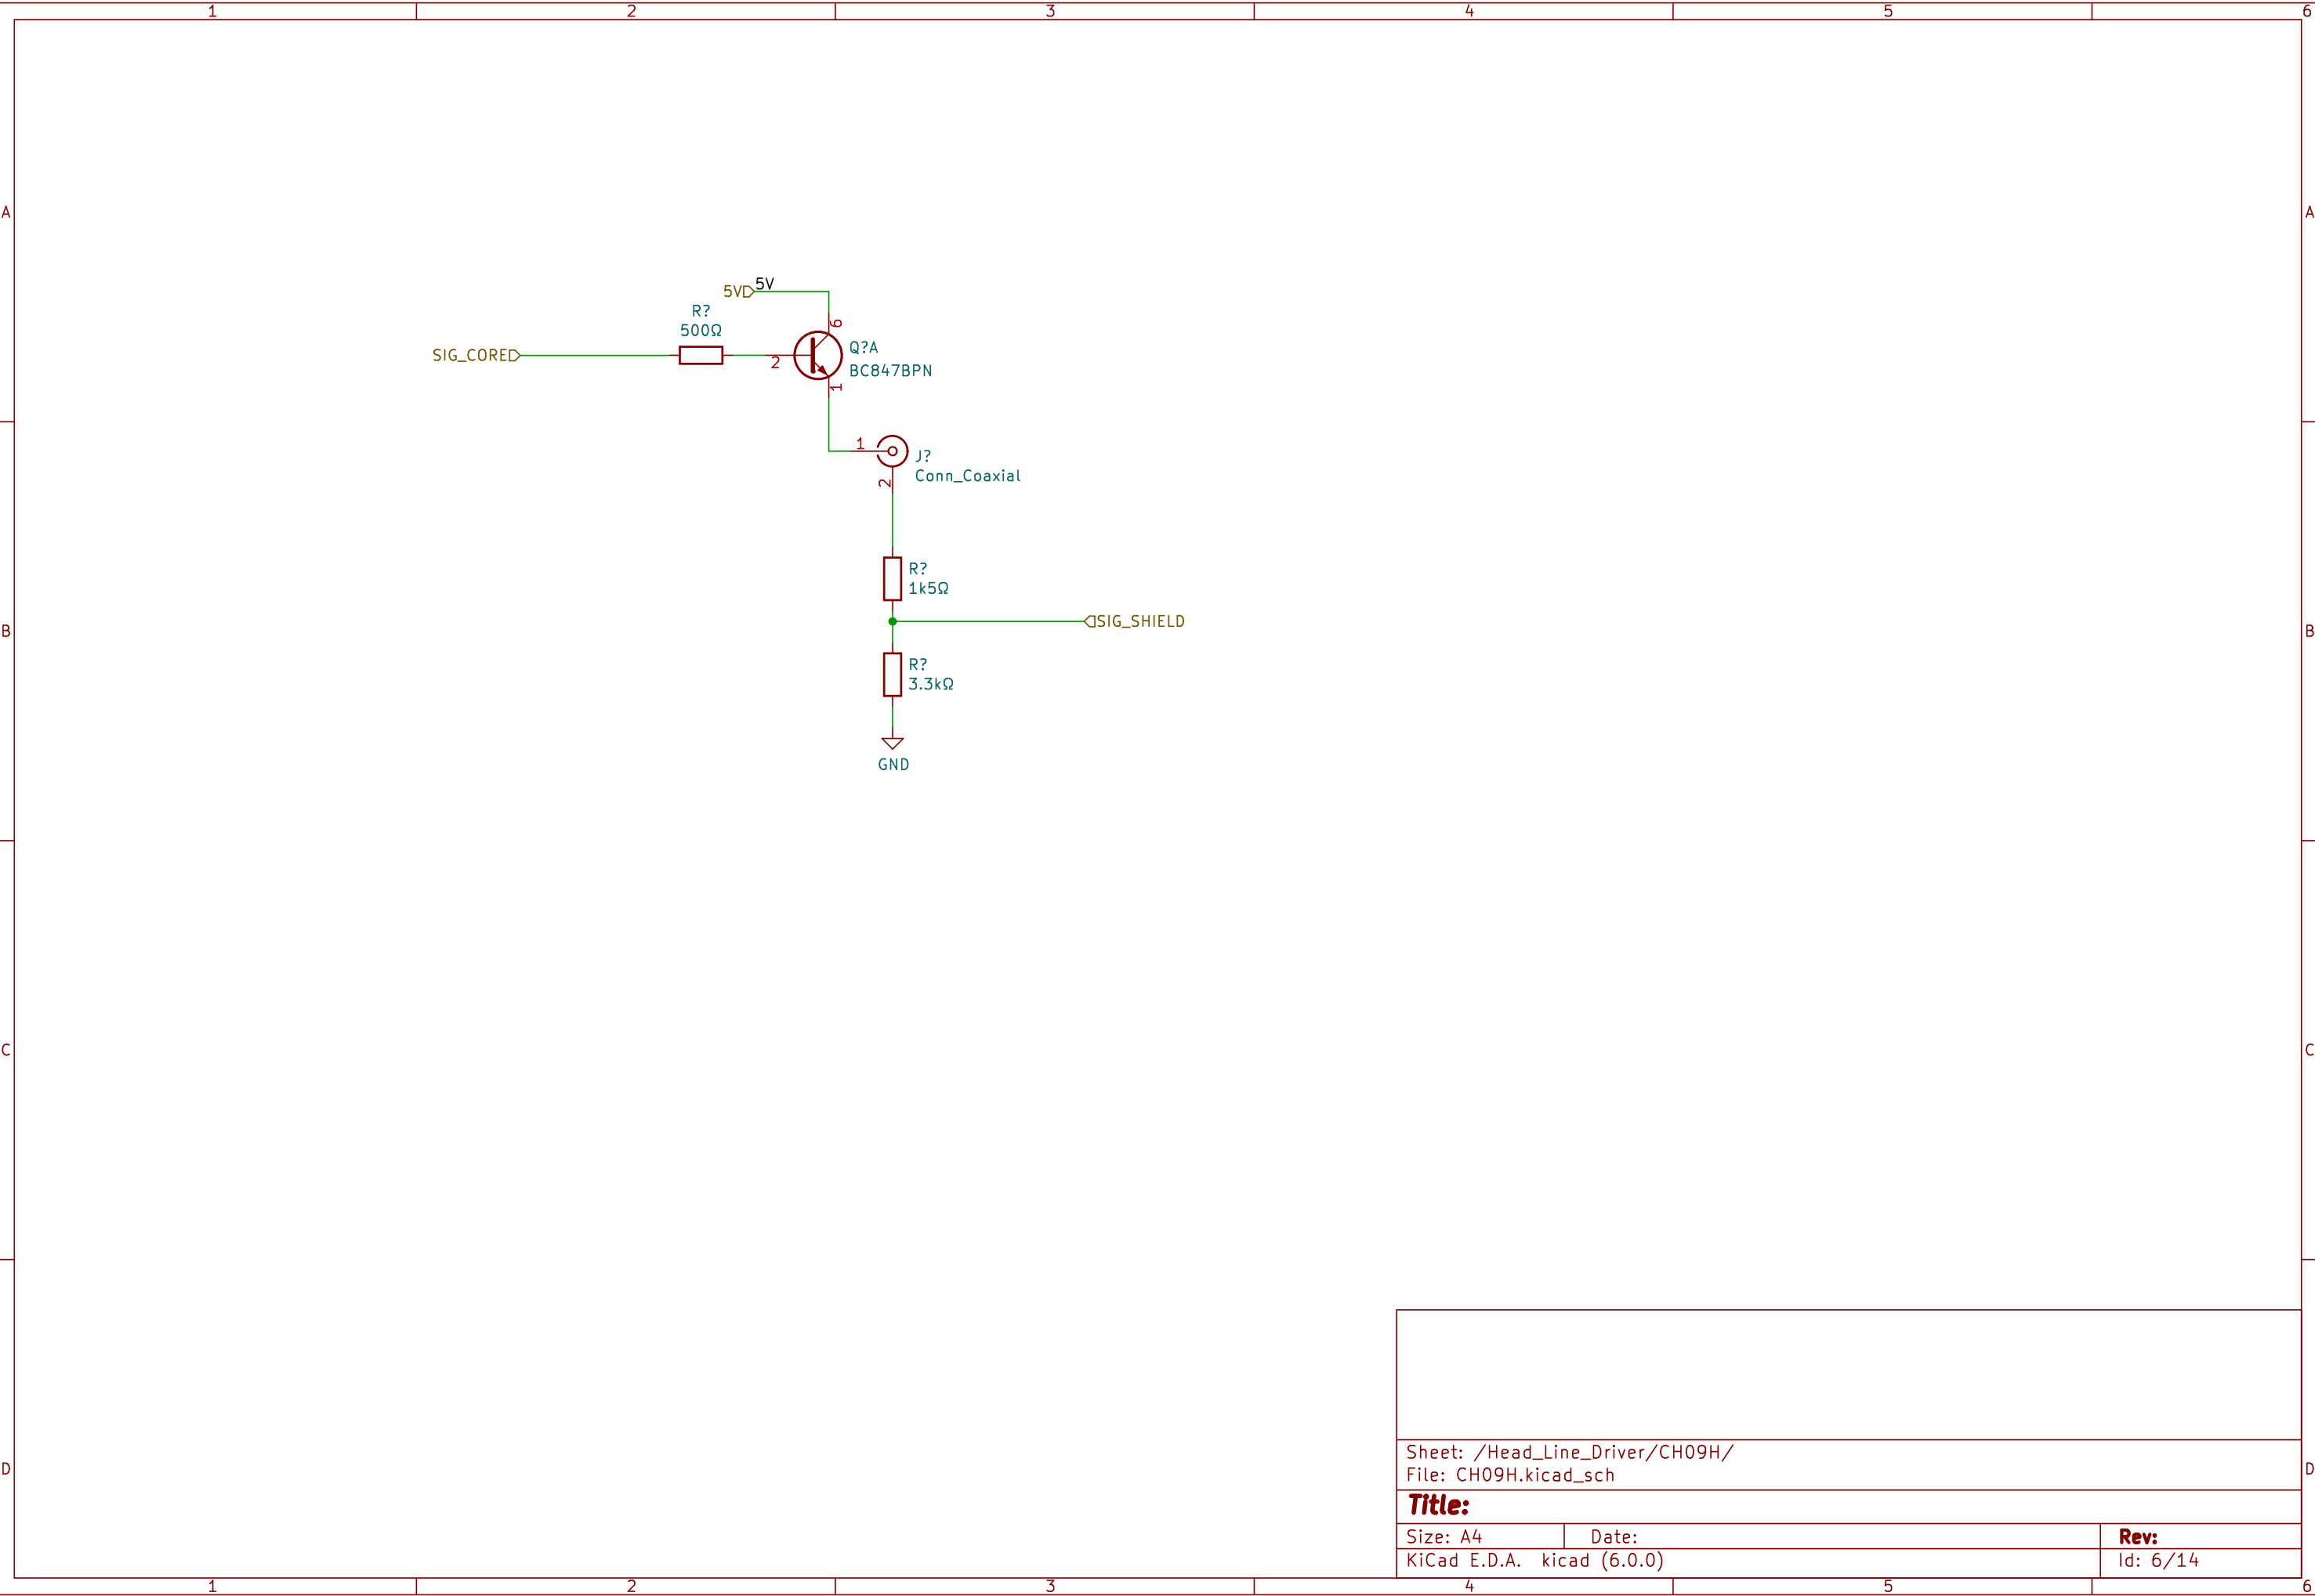 1 2 3 4 5 6
A A
5V 5V
R?
500Ω
SIG_CORE
6
2
1
Q?A
BC847BPN
1
2
J?
Conn_Coaxial
R?
1k5Ω
SIG_SHIELD
B B
R?
3.3kΩ
GND
C C
D D
Sheet: /Head_Line_Driver/CH09H/
File: CH09H.kicad_sch
Title:
Size: A4 Date: Rev:
KiCad E.D.A. kicad (6.0.0) Id: 6/14
1 2 3 4 5 6